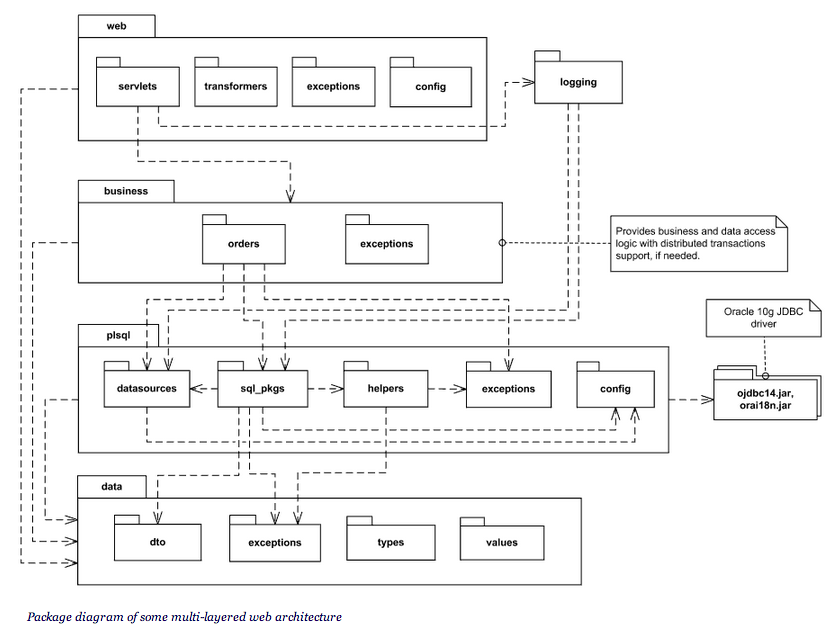 web
servlets
transformers
exceptions
config
logging
business
orders
exceptions
Provides business and data access
logic with distributed transactions
support, if needed.
Oracle 10g JDBC
driver
plsql
datasources
sql_pkgs
helpers
exceptions
config
ojdbc14.jar,
orai18n.jar
data
dto
exceptions
types
values
Package diagram of some multi-layered web architecture